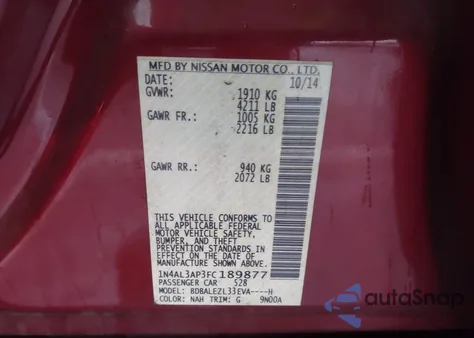 MFD BY NISSAN MOTOR CO., LTD.
DATE: 10/14
GVWR: 1910 KG
4211 LB
GAWR FR.: 1005 KG
2216 LB
GAWR RR.: 940 KG
2072 LB
THIS VEHICLE CONFORMS TO
ALL APPLICABLE FEDERAL
MOTOR VEHICLE SAFETY,
BUMPER, AND THEFT
PREVENTION STANDARDS IN
EFFECT ON THE DATE OF
MANUFACTURE SHOWN ABOVE.
1N4AL3AP3FC189877
PASSENGER CAR 528
MODEL: BDBALEZL33EVA----H
COLOR: NAH TRIM: G 9N00A
autoSnap